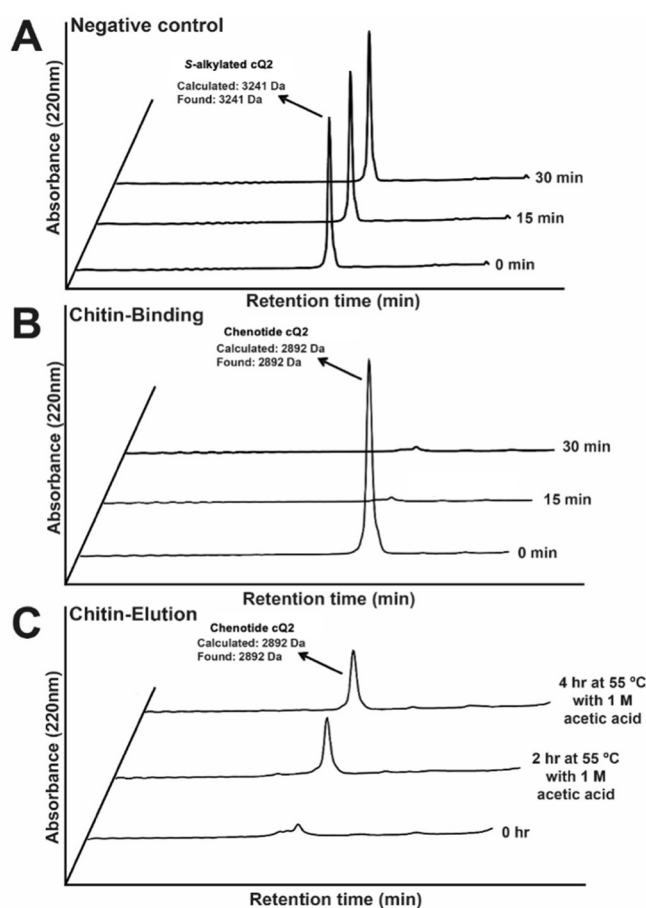 A
Negative control
Absorbance (220nm)
S-alkylated cQ2
Calculated: 3241 Da
Found: 3241 Da
30 min
15 min
0 min
Retention time (min)
B
Chitin-Binding
Absorbance (220nm)
Chenotide cQ2
Calculated: 2892 Da
Found: 2892 Da
30 min
15 min
0 min
Retention time (min)
C
Chitin-Elution
Absorbance (220nm)
Chenotide cQ2
Calculated: 2892 Da
Found: 2892 Da
4 hr at 55 ºC
with 1 M
acetic acid
2 hr at 55 ºC
with 1 M
acetic acid
0 hr
Retention time (min)